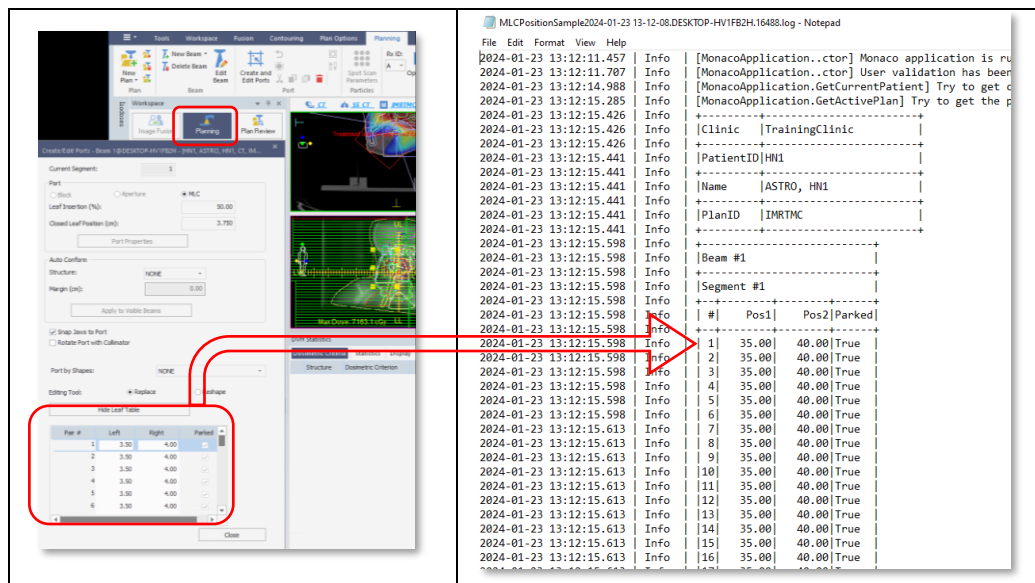 Tools Workspace Fusion Contouring Plan Options Planning
New Plan
New Beam
Delete Beam
Edit Beam
Create and Edit Ports
Spot Scan Parameters
Rx ID:
A
Plan Beam Port Particles
Workspace
CT
SE CT
Image Fusion Planning Plan Review
Create/Edit Ports - Beam 1@DESKTOP-HV1FB2H - [HN1, ASTRO, HN1, CT, IM...
Current Segment: 1
Port
Block Aperture MLC
Leaf Insertion (%): 50.00
Closed Leaf Position (cm): 3.750
Port Properties
Auto Conform
Structure: NONE
Margin (cm): 0.00
Apply to Visible Beams
Snap Jaws to Port
Rotate Port with Collimator
Port by Shapes: NONE
Editing Tool: Replace Reshape
Hide Leaf Table
Pair # Left Right Parked
1 3.50 4.00
2 3.50 4.00
3 3.50 4.00
4 3.50 4.00
5 3.50 4.00
6 3.50 4.00
Close
UL
Max Dose: 7163.1 cGy LL
DVH Statistics
Statistics Display
Structure Dosimetric Criterion
MLCPositionSample2024-01-23 13-12-08.DESKTOP-HV1FB2H.16488.log - Notepad
File Edit Format View Help
2024-01-23 13:12:11.457 | Info | [MonacoApplication..ctor] Monaco application is ru
2024-01-23 13:12:11.707 | Info | [MonacoApplication..ctor] User validation has been
2024-01-23 13:12:14.988 | Info | [MonacoApplication.GetCurrentPatient] Try to get c
2024-01-23 13:12:15.285 | Info | [MonacoApplication.GetActivePlan] Try to get the p
2024-01-23 13:12:15.426 | Info | +---------+--------------------+
2024-01-23 13:12:15.426 | Info | |Clinic |TrainingClinic |
2024-01-23 13:12:15.426 | Info | +---------+--------------------+
2024-01-23 13:12:15.441 | Info | |PatientID|HN1 |
2024-01-23 13:12:15.441 | Info | +---------+--------------------+
2024-01-23 13:12:15.441 | Info | |Name |ASTRO, HN1 |
2024-01-23 13:12:15.441 | Info | +---------+--------------------+
2024-01-23 13:12:15.441 | Info | |PlanID |IMRTMC |
2024-01-23 13:12:15.441 | Info | +---------+--------------------+
2024-01-23 13:12:15.598 | Info | +-----------------------+
2024-01-23 13:12:15.598 | Info | |Beam #1 |
2024-01-23 13:12:15.598 | Info | +-----------------------+
2024-01-23 13:12:15.598 | Info | |Segment #1 |
2024-01-23 13:12:15.598 | Info | +--+-------+-------+------+
2024-01-23 13:12:15.598 | Info | | #| Pos1| Pos2|Parked|
2024-01-23 13:12:15.598 | Info | +--+-------+-------+------+
2024-01-23 13:12:15.598 | Info | | 1| 35.00| 40.00|True |
2024-01-23 13:12:15.598 | Info | | 2| 35.00| 40.00|True |
2024-01-23 13:12:15.598 | Info | | 3| 35.00| 40.00|True |
2024-01-23 13:12:15.598 | Info | | 4| 35.00| 40.00|True |
2024-01-23 13:12:15.598 | Info | | 5| 35.00| 40.00|True |
2024-01-23 13:12:15.598 | Info | | 6| 35.00| 40.00|True |
2024-01-23 13:12:15.613 | Info | | 7| 35.00| 40.00|True |
2024-01-23 13:12:15.613 | Info | | 8| 35.00| 40.00|True |
2024-01-23 13:12:15.613 | Info | | 9| 35.00| 40.00|True |
2024-01-23 13:12:15.613 | Info | |10| 35.00| 40.00|True |
2024-01-23 13:12:15.613 | Info | |11| 35.00| 40.00|True |
2024-01-23 13:12:15.613 | Info | |12| 35.00| 40.00|True |
2024-01-23 13:12:15.613 | Info | |13| 35.00| 40.00|True |
2024-01-23 13:12:15.613 | Info | |14| 35.00| 40.00|True |
2024-01-23 13:12:15.613 | Info | |15| 35.00| 40.00|True |
2024-01-23 13:12:15.613 | Info | |16| 35.00| 40.00|True |